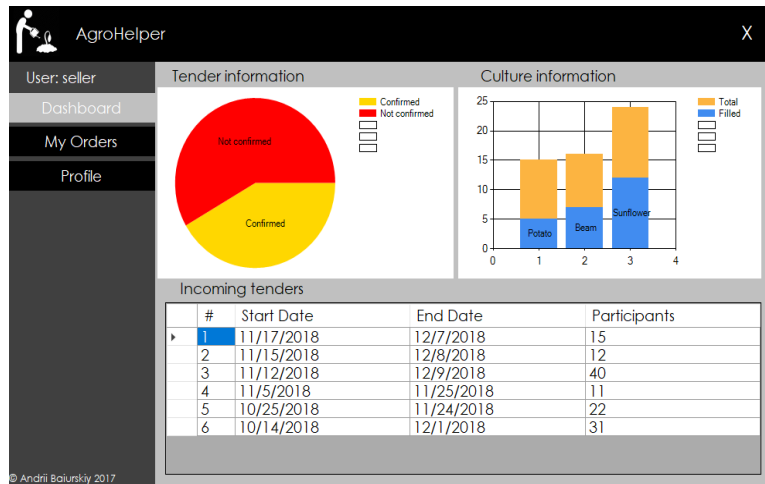 AgroHelper
X
User: seller
Dashboard
My Orders
Profile
Tender information
Not confirmed
Confirmed
Confirmed
Not confirmed
Culture information
25
20
15
10
5
0
0 1 2 3 4
Potato
Beam
Sunflower
Total
Filled
Incoming tenders
# Start Date End Date Participants
1 11/17/2018 12/7/2018 15
2 11/15/2018 12/8/2018 12
3 11/12/2018 12/9/2018 40
4 11/5/2018 11/25/2018 11
5 10/25/2018 11/24/2018 22
6 10/14/2018 12/1/2018 31
© Andrii Baiurskiy 2017